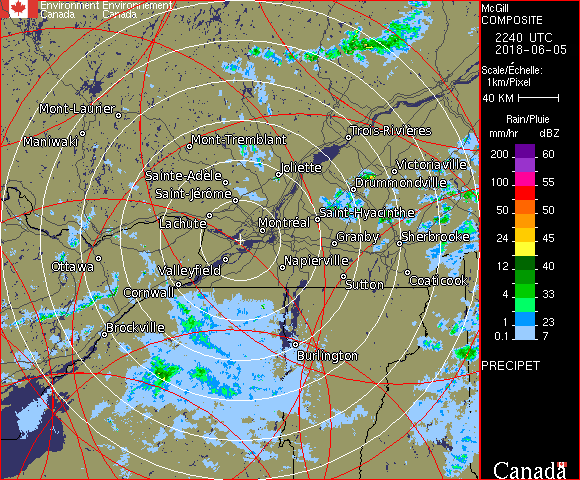 Environment Environnement
Canada Canada
McGill
COMPOSITE
2240 UTC
2018-06-05
Scale/Échelle:
1km/Pixel
40 KM
Rain/Pluie
mm/hr dBZ
200 60
150 57
100 55
50 50
24 45
12 40
4 33
1 23
0.1 7
PRECIPET
Canada
Mont-Laurier
Maniwaki
Mont-Tremblant
Trois-Rivières
Sainte-Adèle
Joliette
Victoriaville
Saint-Jérôme
Drummondville
Lachute
Montréal
Saint-Hyacinthe
Granby
Sherbrooke
Ottawa
Valleyfield
Napierville
Cornwall
Sutton
Coaticook
Brockville
Burlington